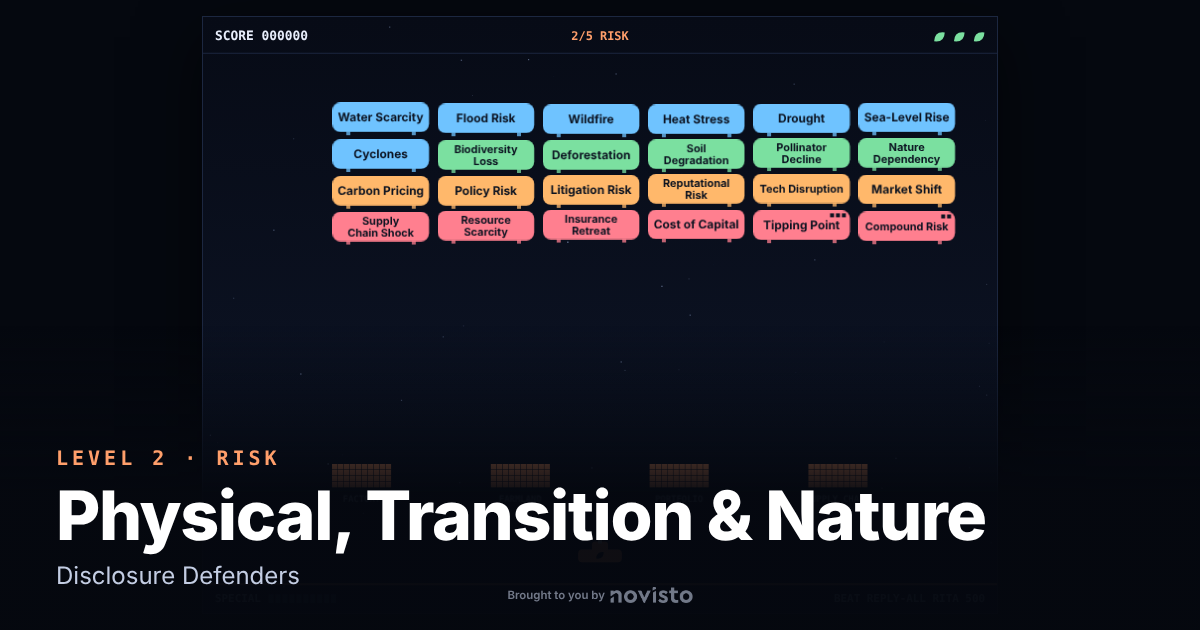 SCORE 000000
2/5 RISK
Water Scarcity
Flood Risk
Wildfire
Heat Stress
Drought
Sea-Level Rise
Cyclones
Biodiversity
Loss
Deforestation
Soil
Degradation
Pollinator
Decline
Nature
Dependency
Carbon Pricing
Policy Risk
Litigation Risk
Reputational
Risk
Tech Disruption
Market Shift
Supply
Chain Shock
Resource
Scarcity
Insurance
Retreat
Cost of Capital
Tipping Point
Compound Risk
LEVEL 2 · RISK
Physical, Transition & Nature
Disclosure Defenders
Brought to you by novisto